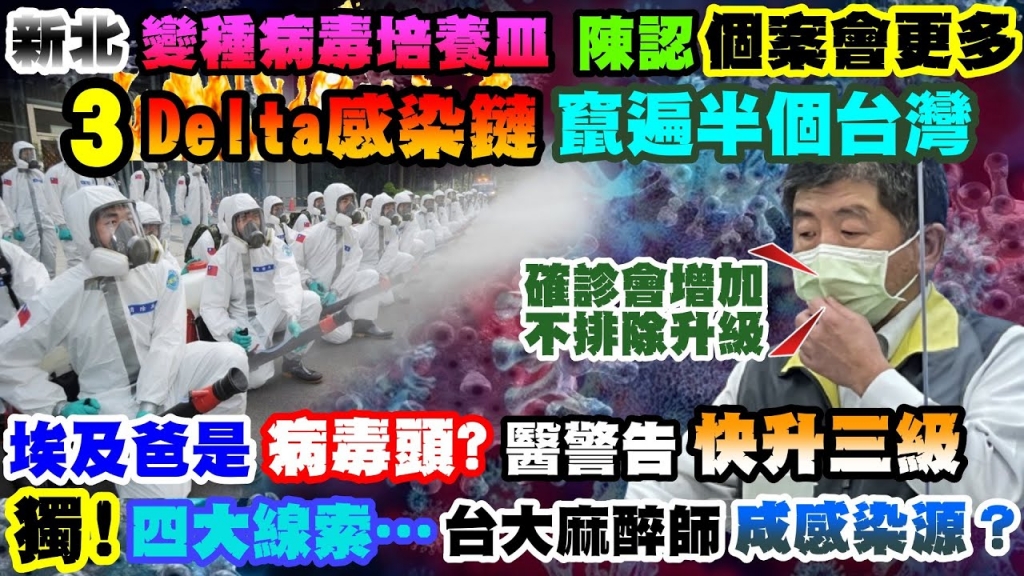 新北 變種病毒培養皿 陳認 個案會更多
3 Delta感染鏈 竄遍半個台灣
確診會增加
不排除升級
埃及爸是 病毒頭? 醫警告 快升三級
獨! 四大線索… 台大麻醉師 成感染源?